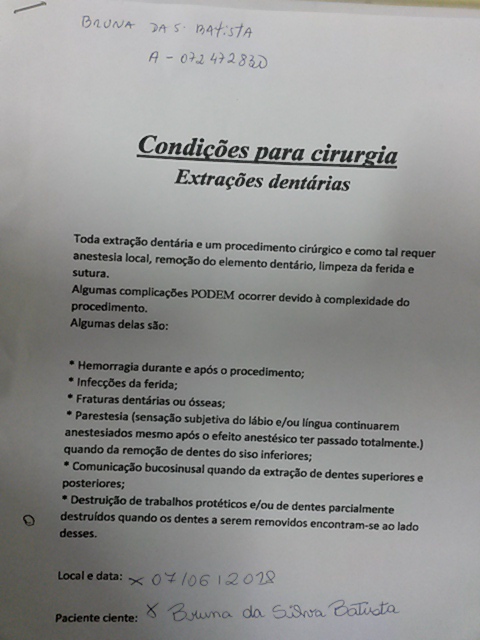 BRUNA DA S. BATISTA
A - 072472830
Condições para cirurgia
Extrações dentárias
Toda extração dentária e um procedimento cirúrgico e como tal requer
anestesia local, remoção do elemento dentário, limpeza da ferida e
sutura.
Algumas complicações PODEM ocorrer devido à complexidade do
procedimento.
Algumas delas são:
* Hemorragia durante e após o procedimento;
* Infecções da ferida;
* Fraturas dentárias ou ósseas;
* Parestesia (sensação subjetiva do lábio e/ou língua continuarem
anestesiados mesmo após o efeito anestésico ter passado totalmente.)
quando da remoção de dentes do siso inferiores;
* Comunicação bucosinusal quando da extração de dentes superiores e
posteriores;
* Destruição de trabalhos protéticos e/ou de dentes parcialmente
destruídos quando os dentes a serem removidos encontram-se ao lado
desses.
Local e data: x 07/06/2018
Paciente ciente: x Bruna da Silva Batista